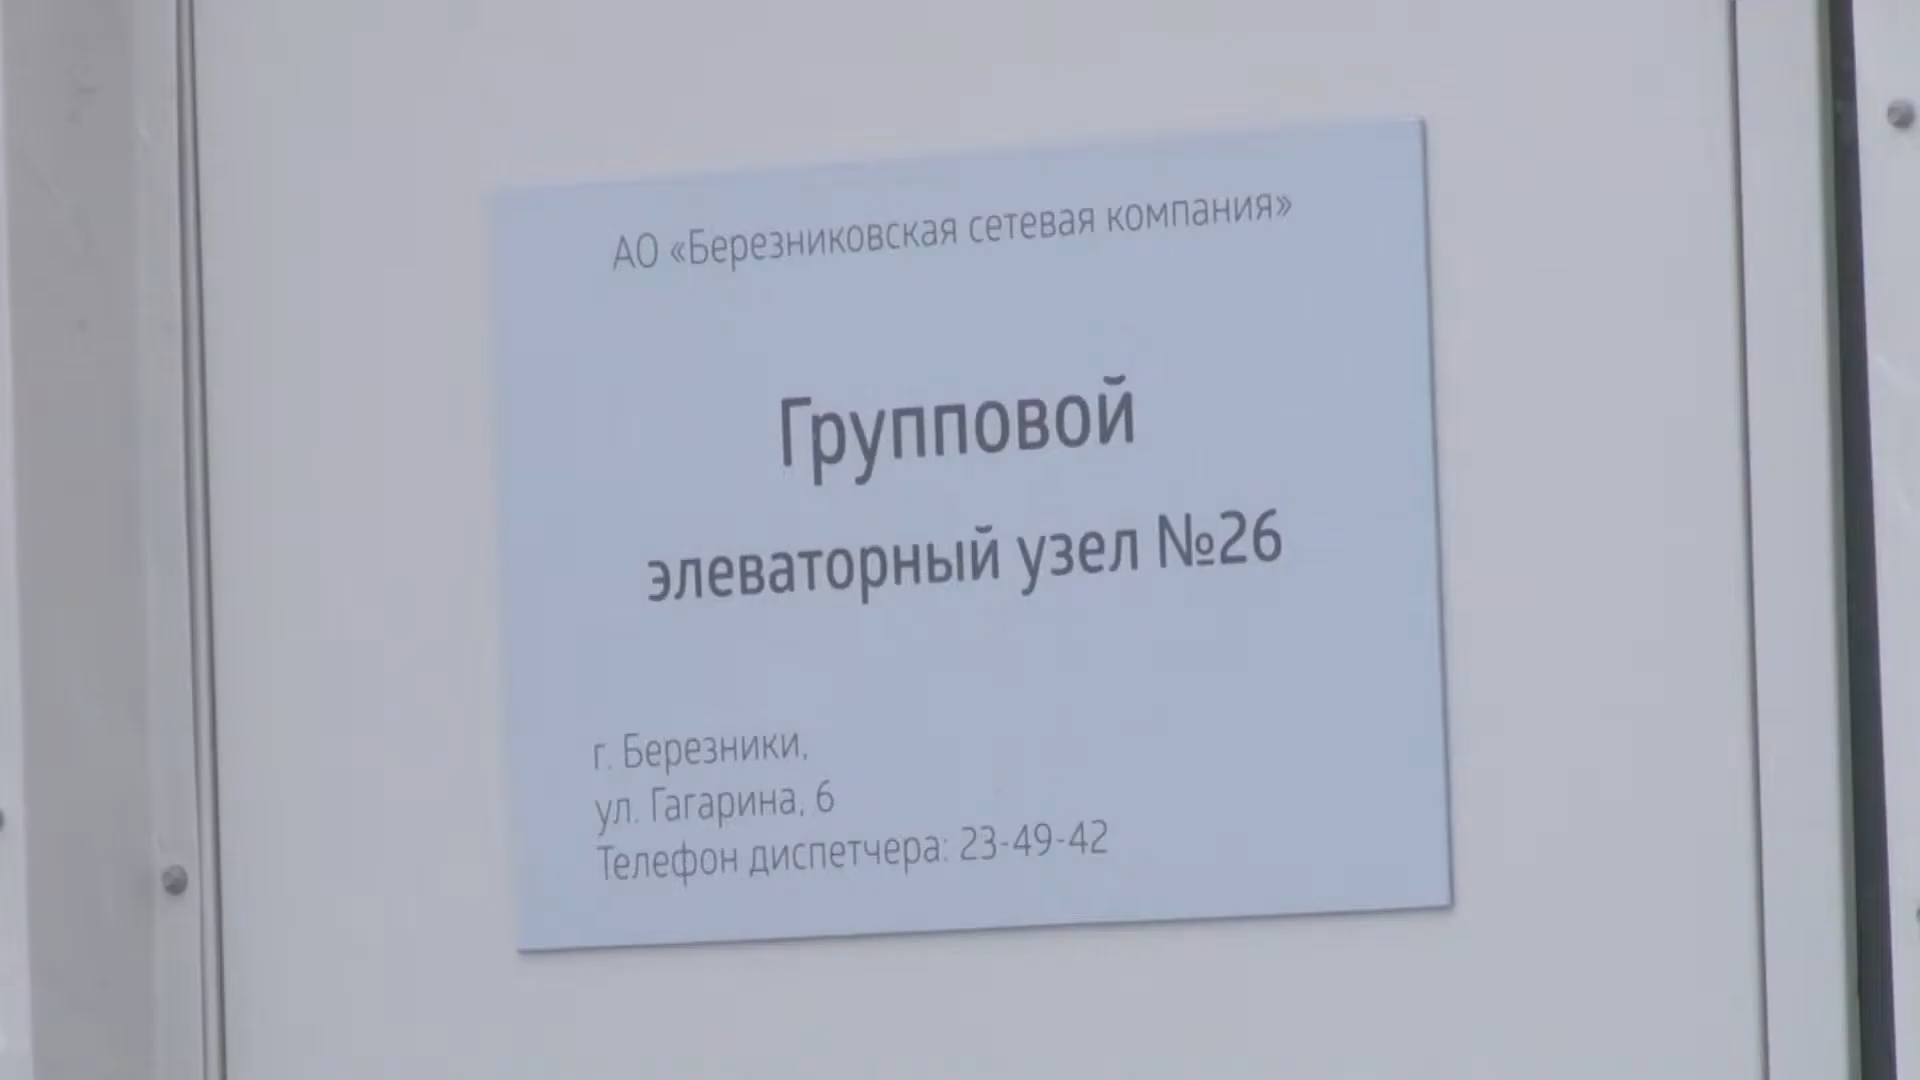 АО «Березниковская сетевая компания»
Групповой
элеваторный узел №26
г. Березники,
ул. Гагарина, 6
Телефон диспетчера: 23-49-42